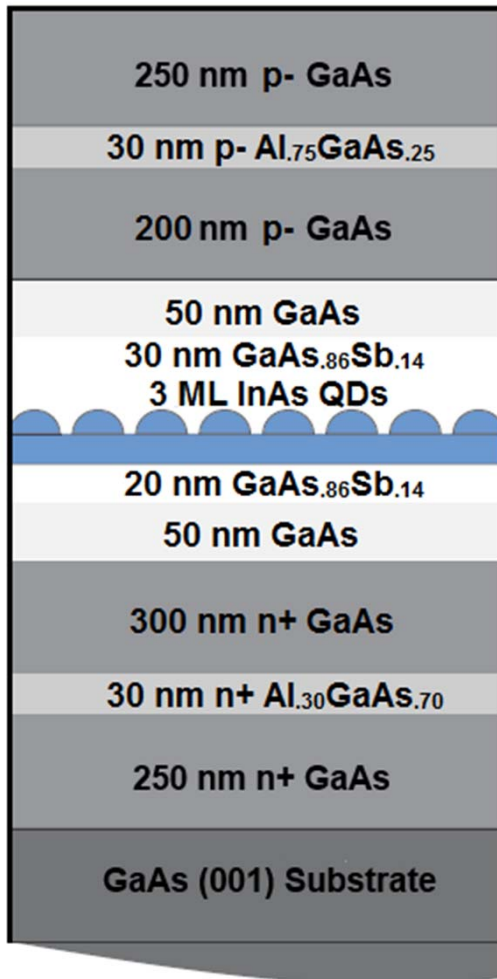 250 nm p- GaAs
30 nm p- Al.75GaAs.25
200 nm p- GaAs
50 nm GaAs
30 nm GaAs.86Sb.14
3 ML InAs QDs
20 nm GaAs.86Sb.14
50 nm GaAs
300 nm n+ GaAs
30 nm n+ Al.30GaAs.70
250 nm n+ GaAs
GaAs (001) Substrate